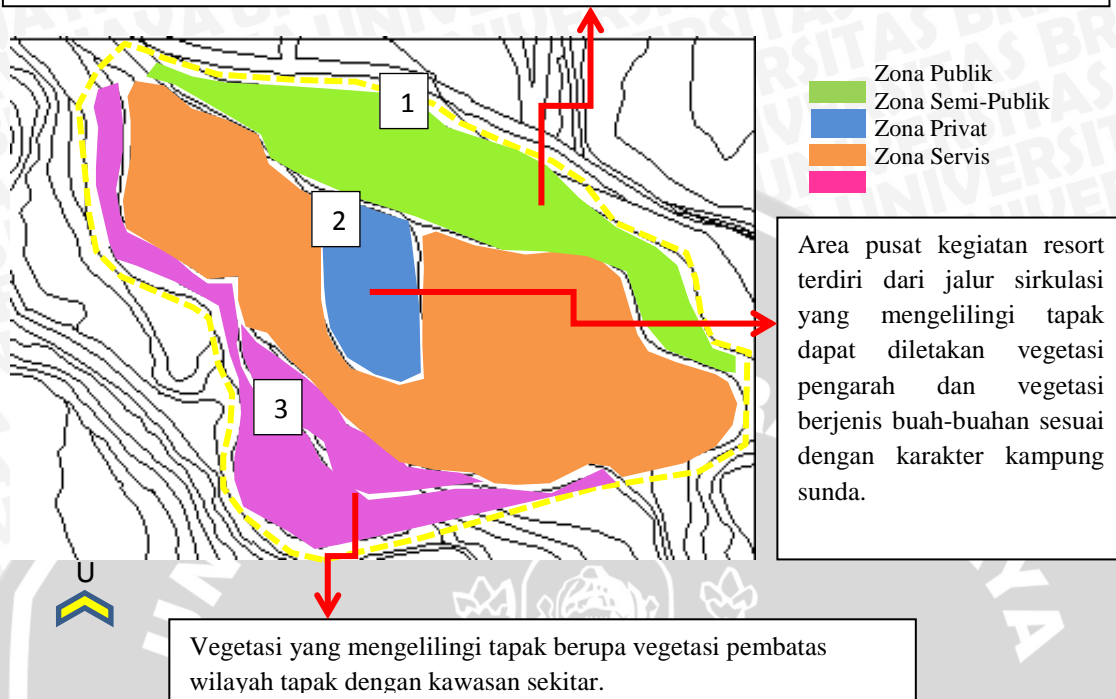 1
Zona Publik
Zona Semi-Publik
Zona Privat
Zona Servis
2
Area pusat kegiatan resort
terdiri dari jalur sirkulasi
yang mengelilingi tapak
dapat diletakan vegetasi
pengarah dan vegetasi
berjenis buah-buahan sesuai
dengan karakter kampung
sunda.
3
U
Vegetasi yang mengelilingi tapak berupa vegetasi pembatas
wilayah tapak dengan kawasan sekitar.